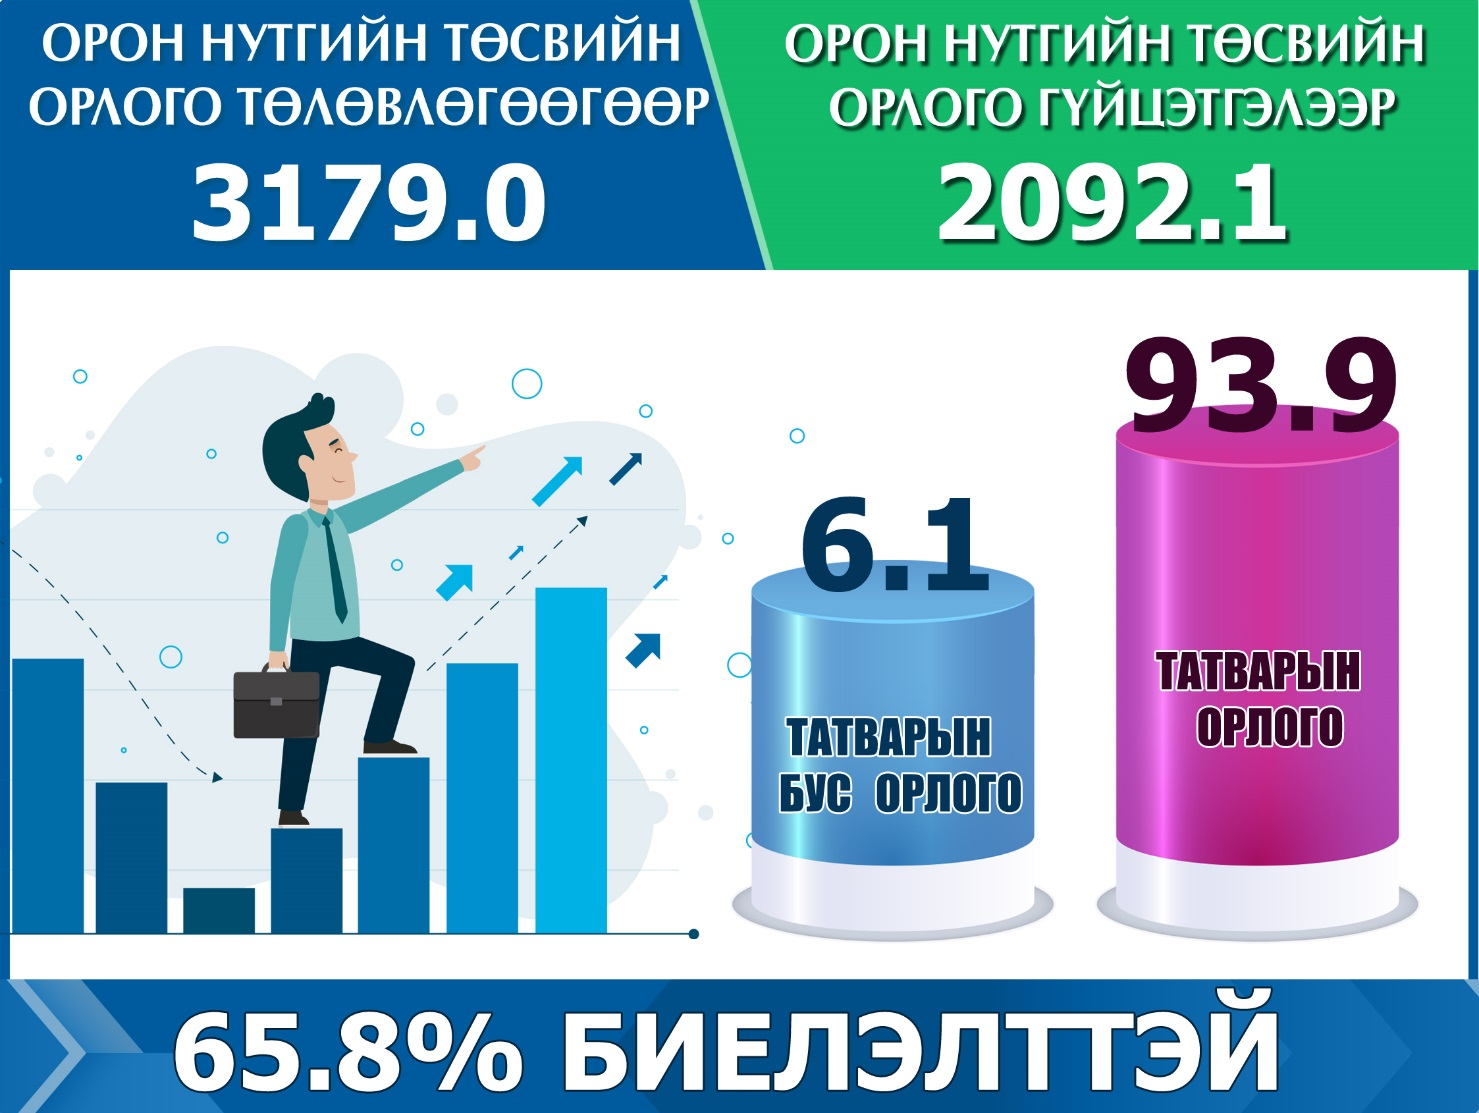 ОРОН НУТГИЙН ТӨСВИЙН
ОРЛОГО ТӨЛӨВЛӨГӨӨГӨӨР
3179.0
ОРОН НУТГИЙН ТӨСВИЙН
ОРЛОГО ГҮЙЦЭТГЭЛЭЭР
2092.1
6.1
ТАТВАРЫН
БУС ОРЛОГО
93.9
ТАТВАРЫН
ОРЛОГО
65.8% БИЕЛЭЛТТЭЙ